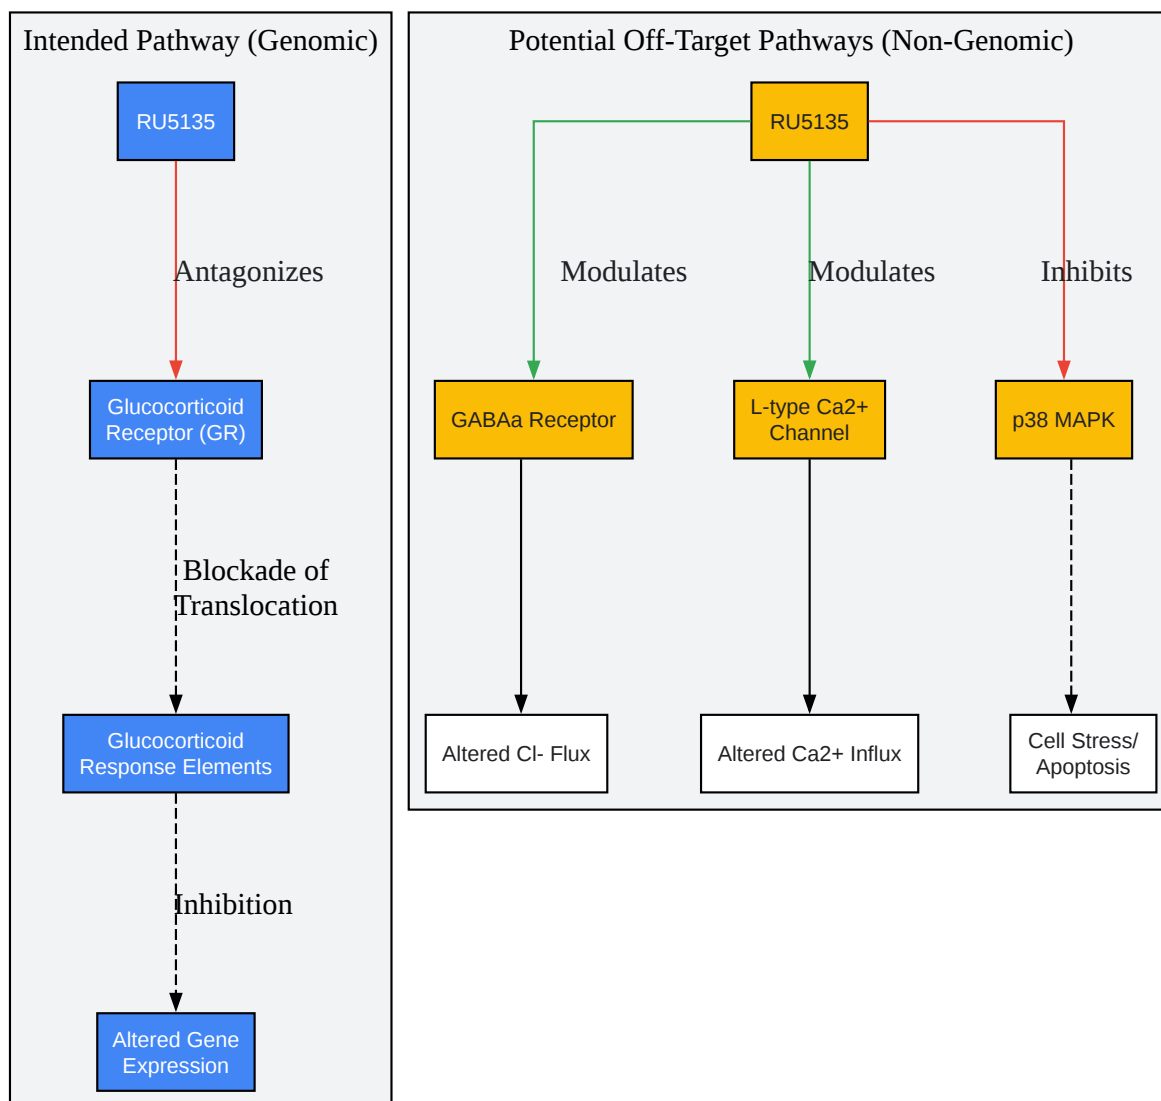 Intended Pathway (Genomic)
RU5135
Antagonizes
Glucocorticoid
Receptor (GR)
Blockade of
Translocation
Glucocorticoid
Response Elements
Inhibition
Altered Gene
Expression
Potential Off-Target Pathways (Non-Genomic)
RU5135
Modulates
Modulates
Inhibits
GABAa Receptor
L-type Ca2+
Channel
p38 MAPK
Altered Cl- Flux
Altered Ca2+ Influx
Cell Stress/
Apoptosis